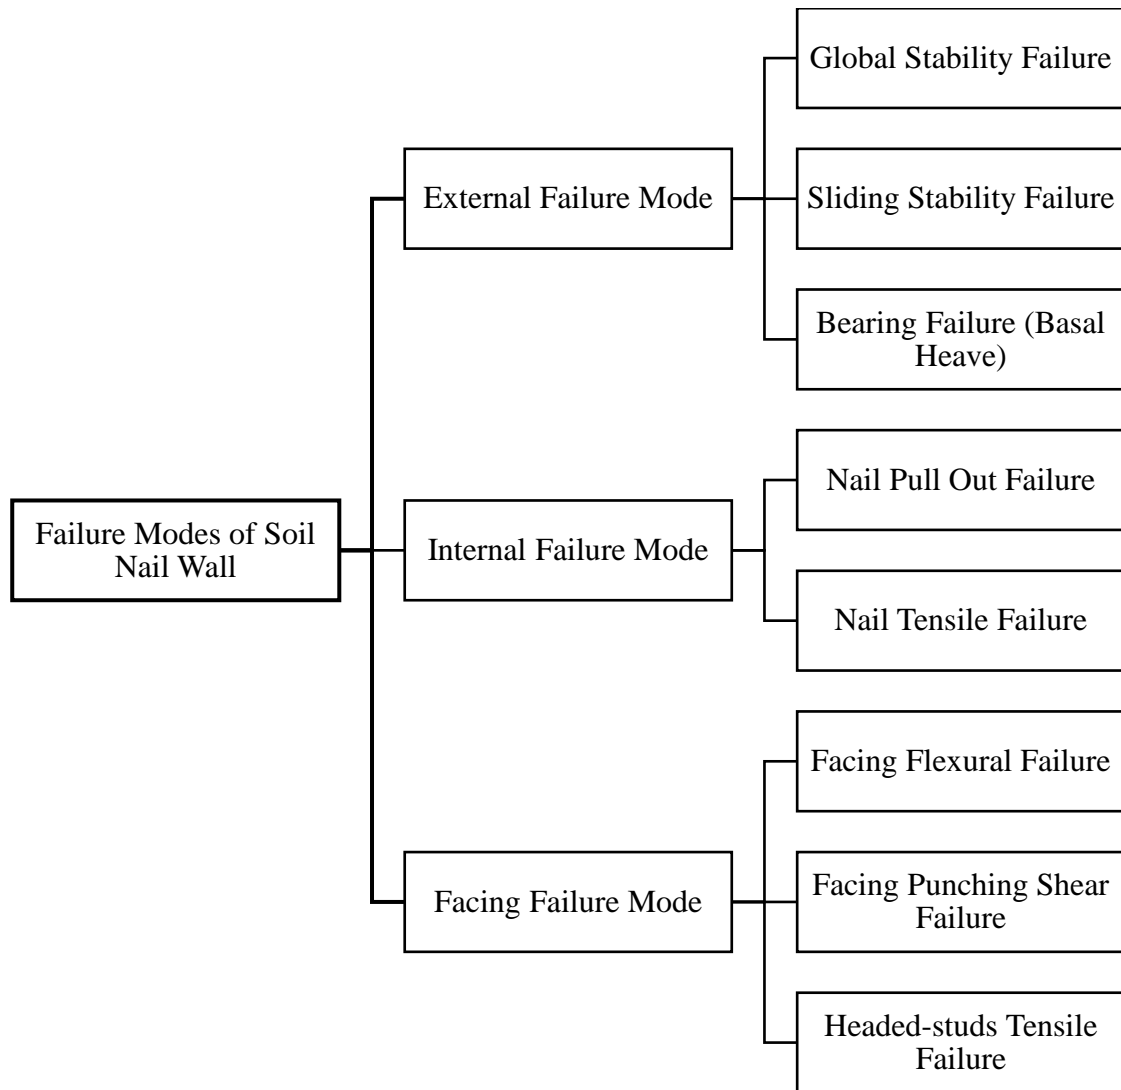 Failure Modes of Soil
Nail Wall
External Failure Mode
Global Stability Failure
Sliding Stability Failure
Bearing Failure (Basal
Heave)
Internal Failure Mode
Nail Pull Out Failure
Nail Tensile Failure
Facing Failure Mode
Facing Flexural Failure
Facing Punching Shear
Failure
Headed-studs Tensile
Failure